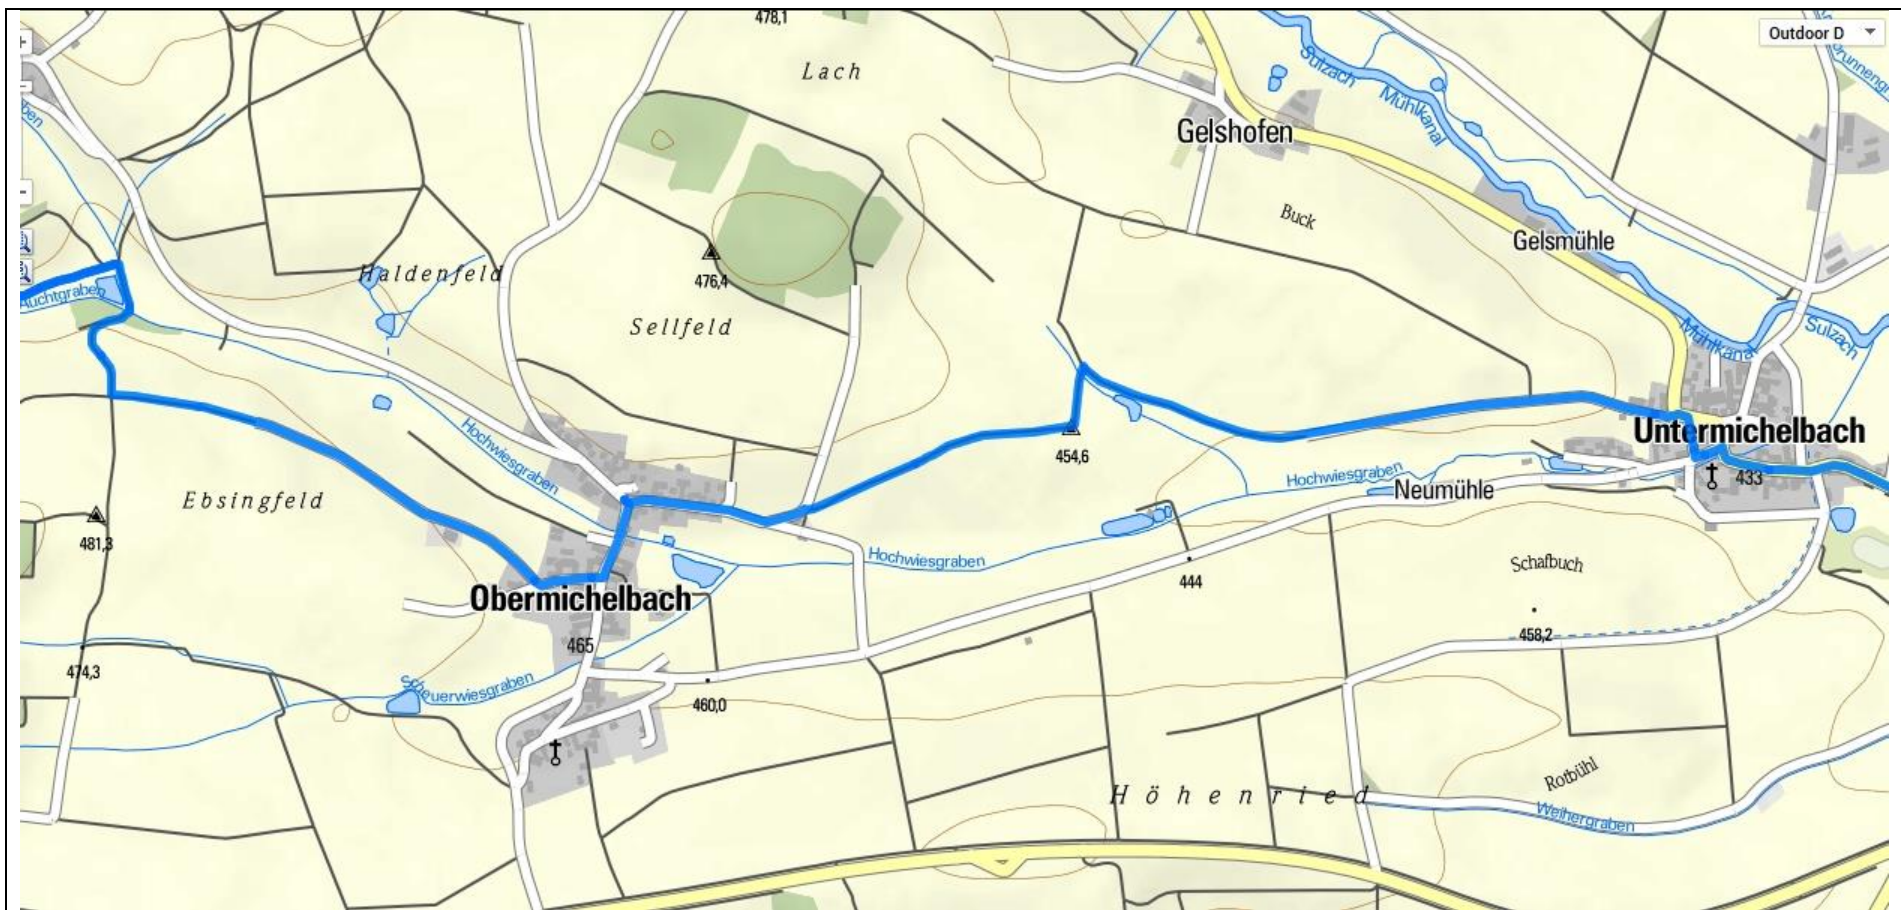 478,1
Outdoor D
Lach
Sulzach
Mühlkanal
Gelshofen
Buck
Gelsmühle
Haldenfeld
476,4
Sellfeld
Mühlkanal
Sulzach
Hochwiesgraben
454,6
Untermichelbach
433
Hochwiesgraben
Neumühle
Ebsingfeld
481,3
Hochwiesgraben
444
Schafbuch
Obermichelbach
465
458,2
474,3
Scheuerwiesgraben
460,0
Rotbühl
Höhenried
Weihergraben